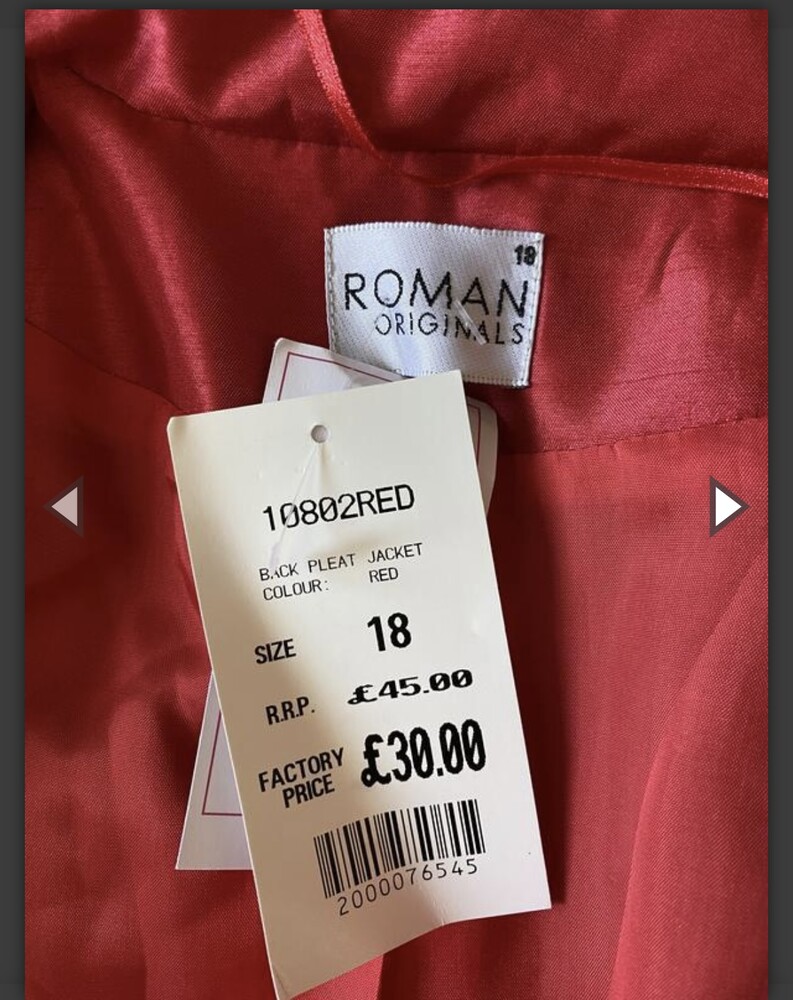 18
ROMAN
ORIGINALS
10802RED
BACK PLEAT JACKET
COLOUR: RED
SIZE 18
R.R.P. £45.00
FACTORY PRICE £30.00
2000076545